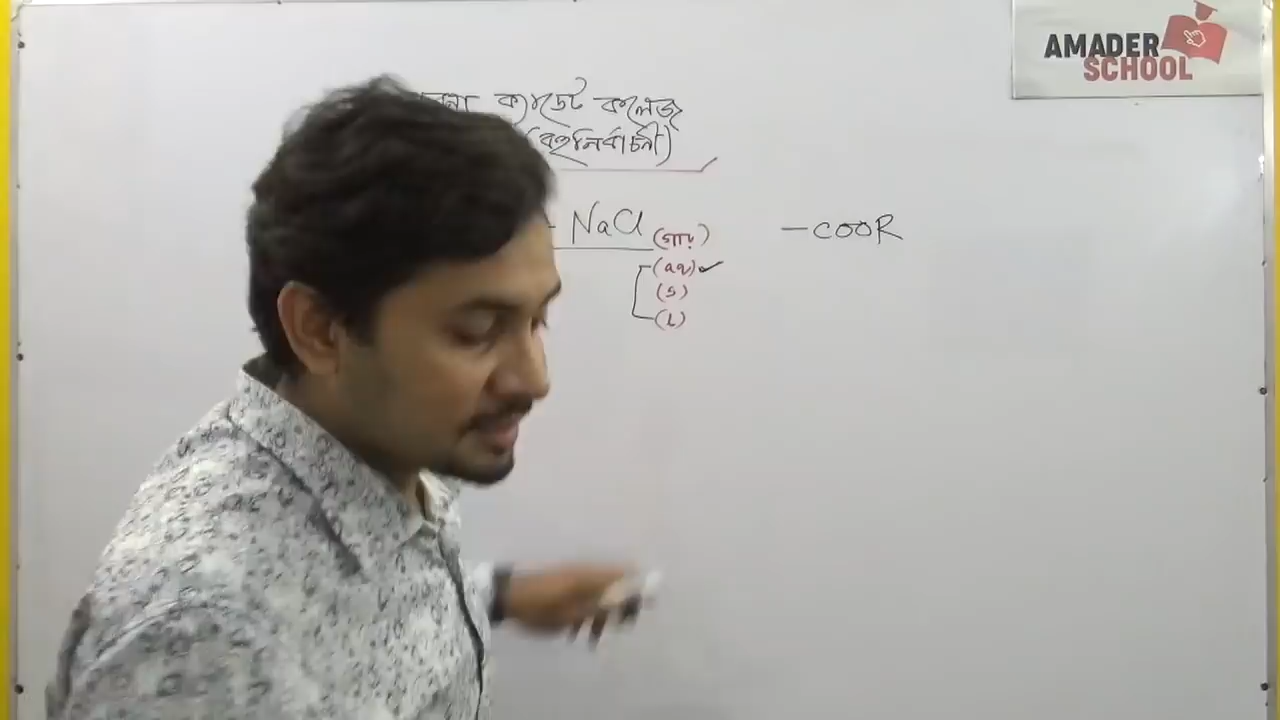 AMADER
SCHOOL
ক্যাডেট কলেজ
(বহুনির্বাচনী)
- NaCl (গাঢ়) -COOR
(aq) ✓
(s)
(L)